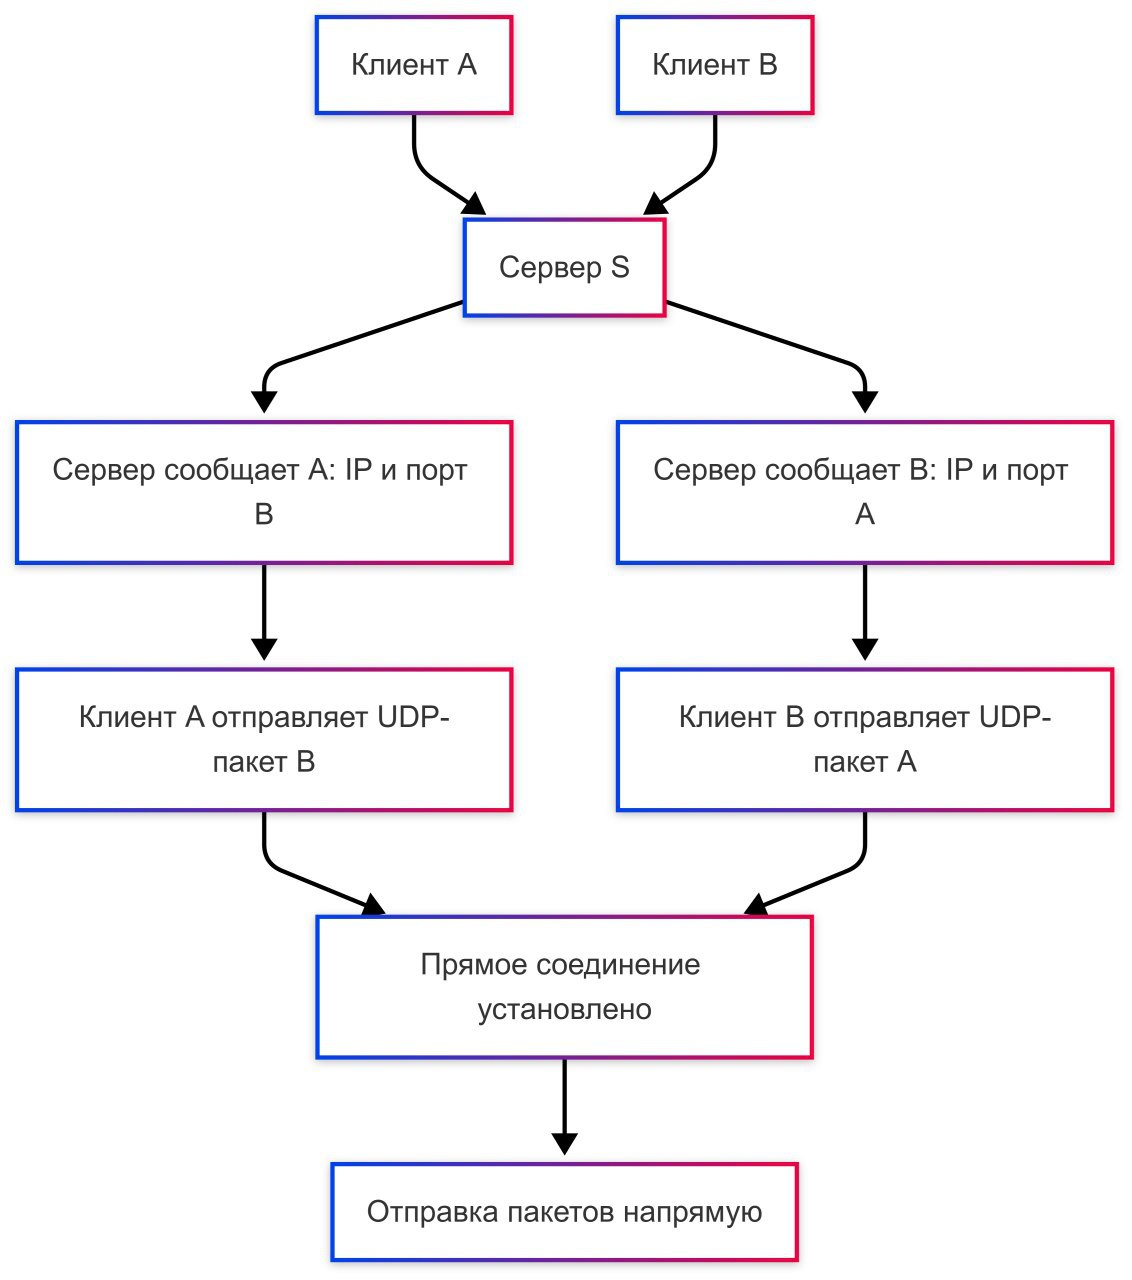 Клиент A
Клиент B
Сервер S
Сервер сообщает A: IP и порт
B
Сервер сообщает B: IP и порт
A
Клиент A отправляет UDP-
пакет B
Клиент B отправляет UDP-
пакет A
Прямое соединение
установлено
Отправка пакетов напрямую